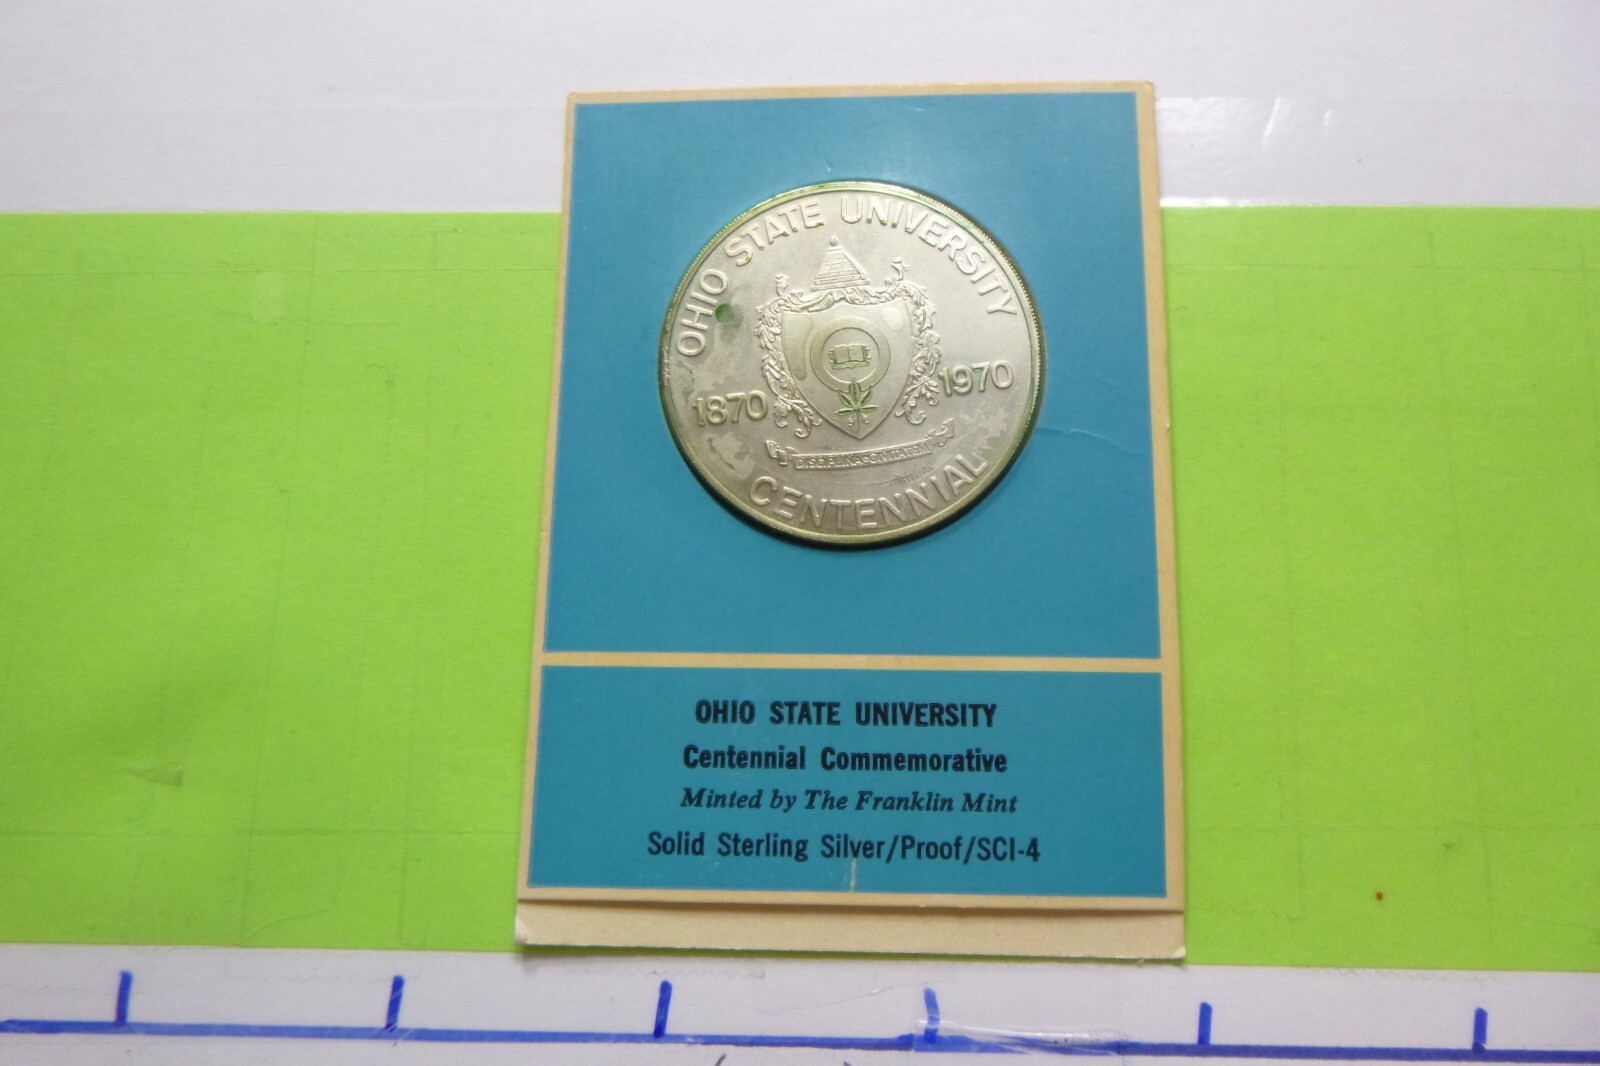 OHIO STATE UNIVERSITY
1870 1970
CENTENNIAL
OHIO STATE UNIVERSITY
Centennial Commemorative
Minted by The Franklin Mint
Solid Sterling Silver/Proof/SCI-4